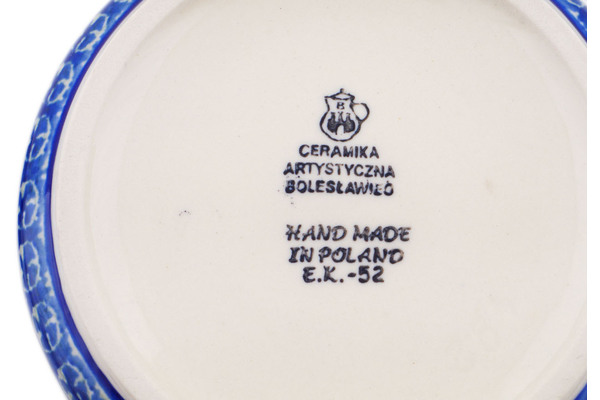 B
CERAMIKA
ARTYSTYCZNA
BOLESŁAWIEC
HAND MADE
IN POLAND
E.K.-52